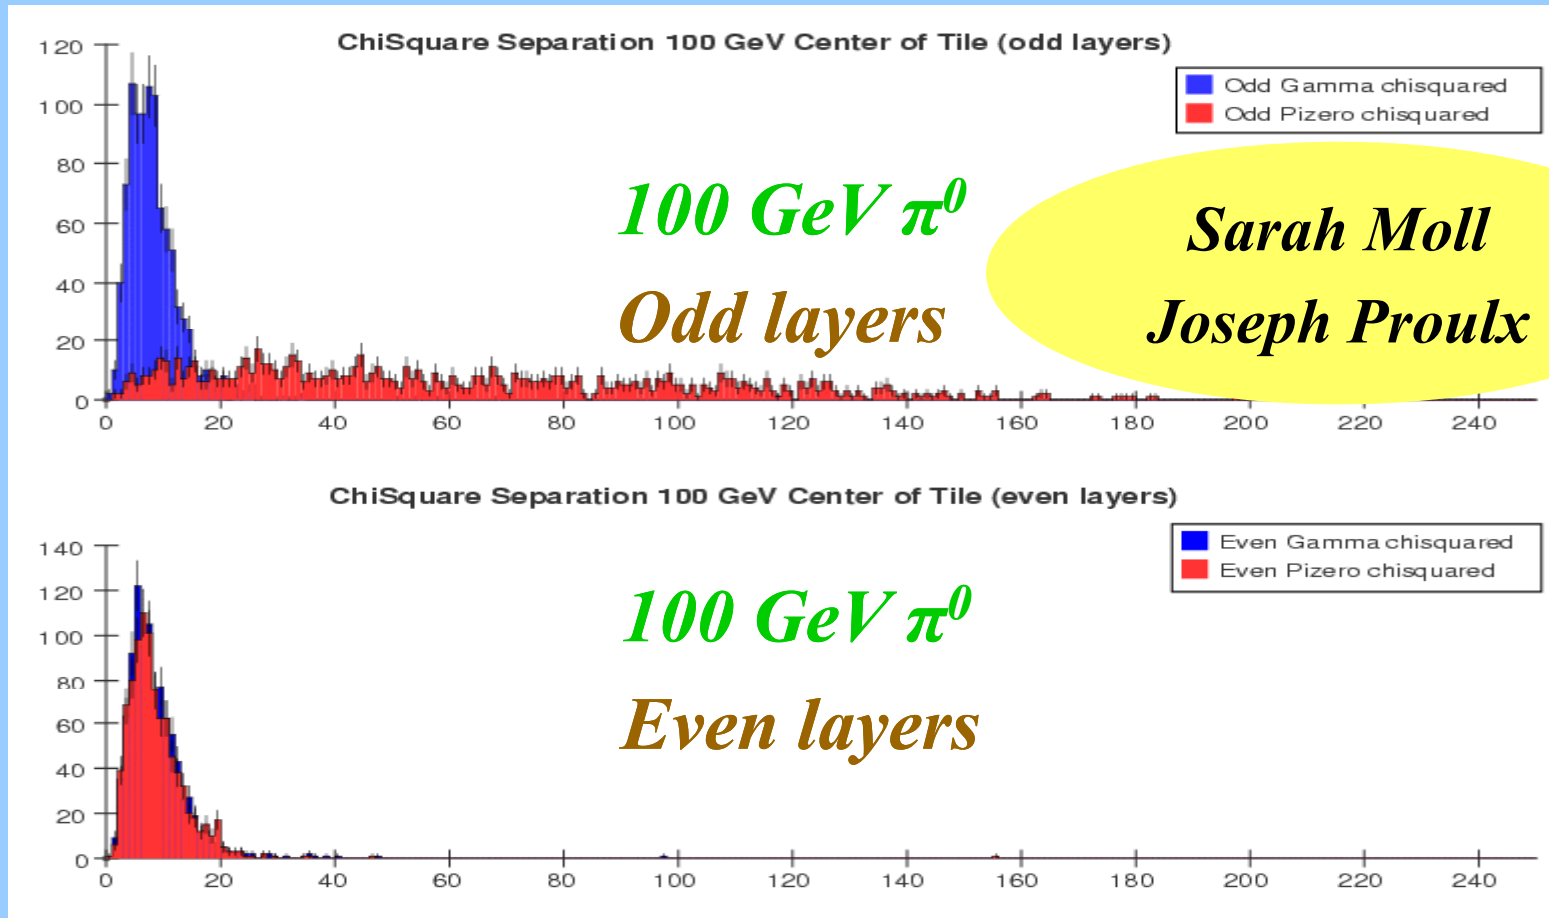 ChiSquare Separation 100 GeV Center of Tile (odd layers)
120
100
80
60
40
20
0
Odd Gamma chisquared
Odd Pizero chisquared
100 GeV π⁰
Odd layers
Sarah Moll
Joseph Proulx
0 20 40 60 80 100 120 140 160 180 200 220 240
ChiSquare Separation 100 GeV Center of Tile (even layers)
140
120
100
80
60
40
20
0
Even Gamma chisquared
Even Pizero chisquared
100 GeV π⁰
Even layers
0 20 40 60 80 100 120 140 160 180 200 220 240